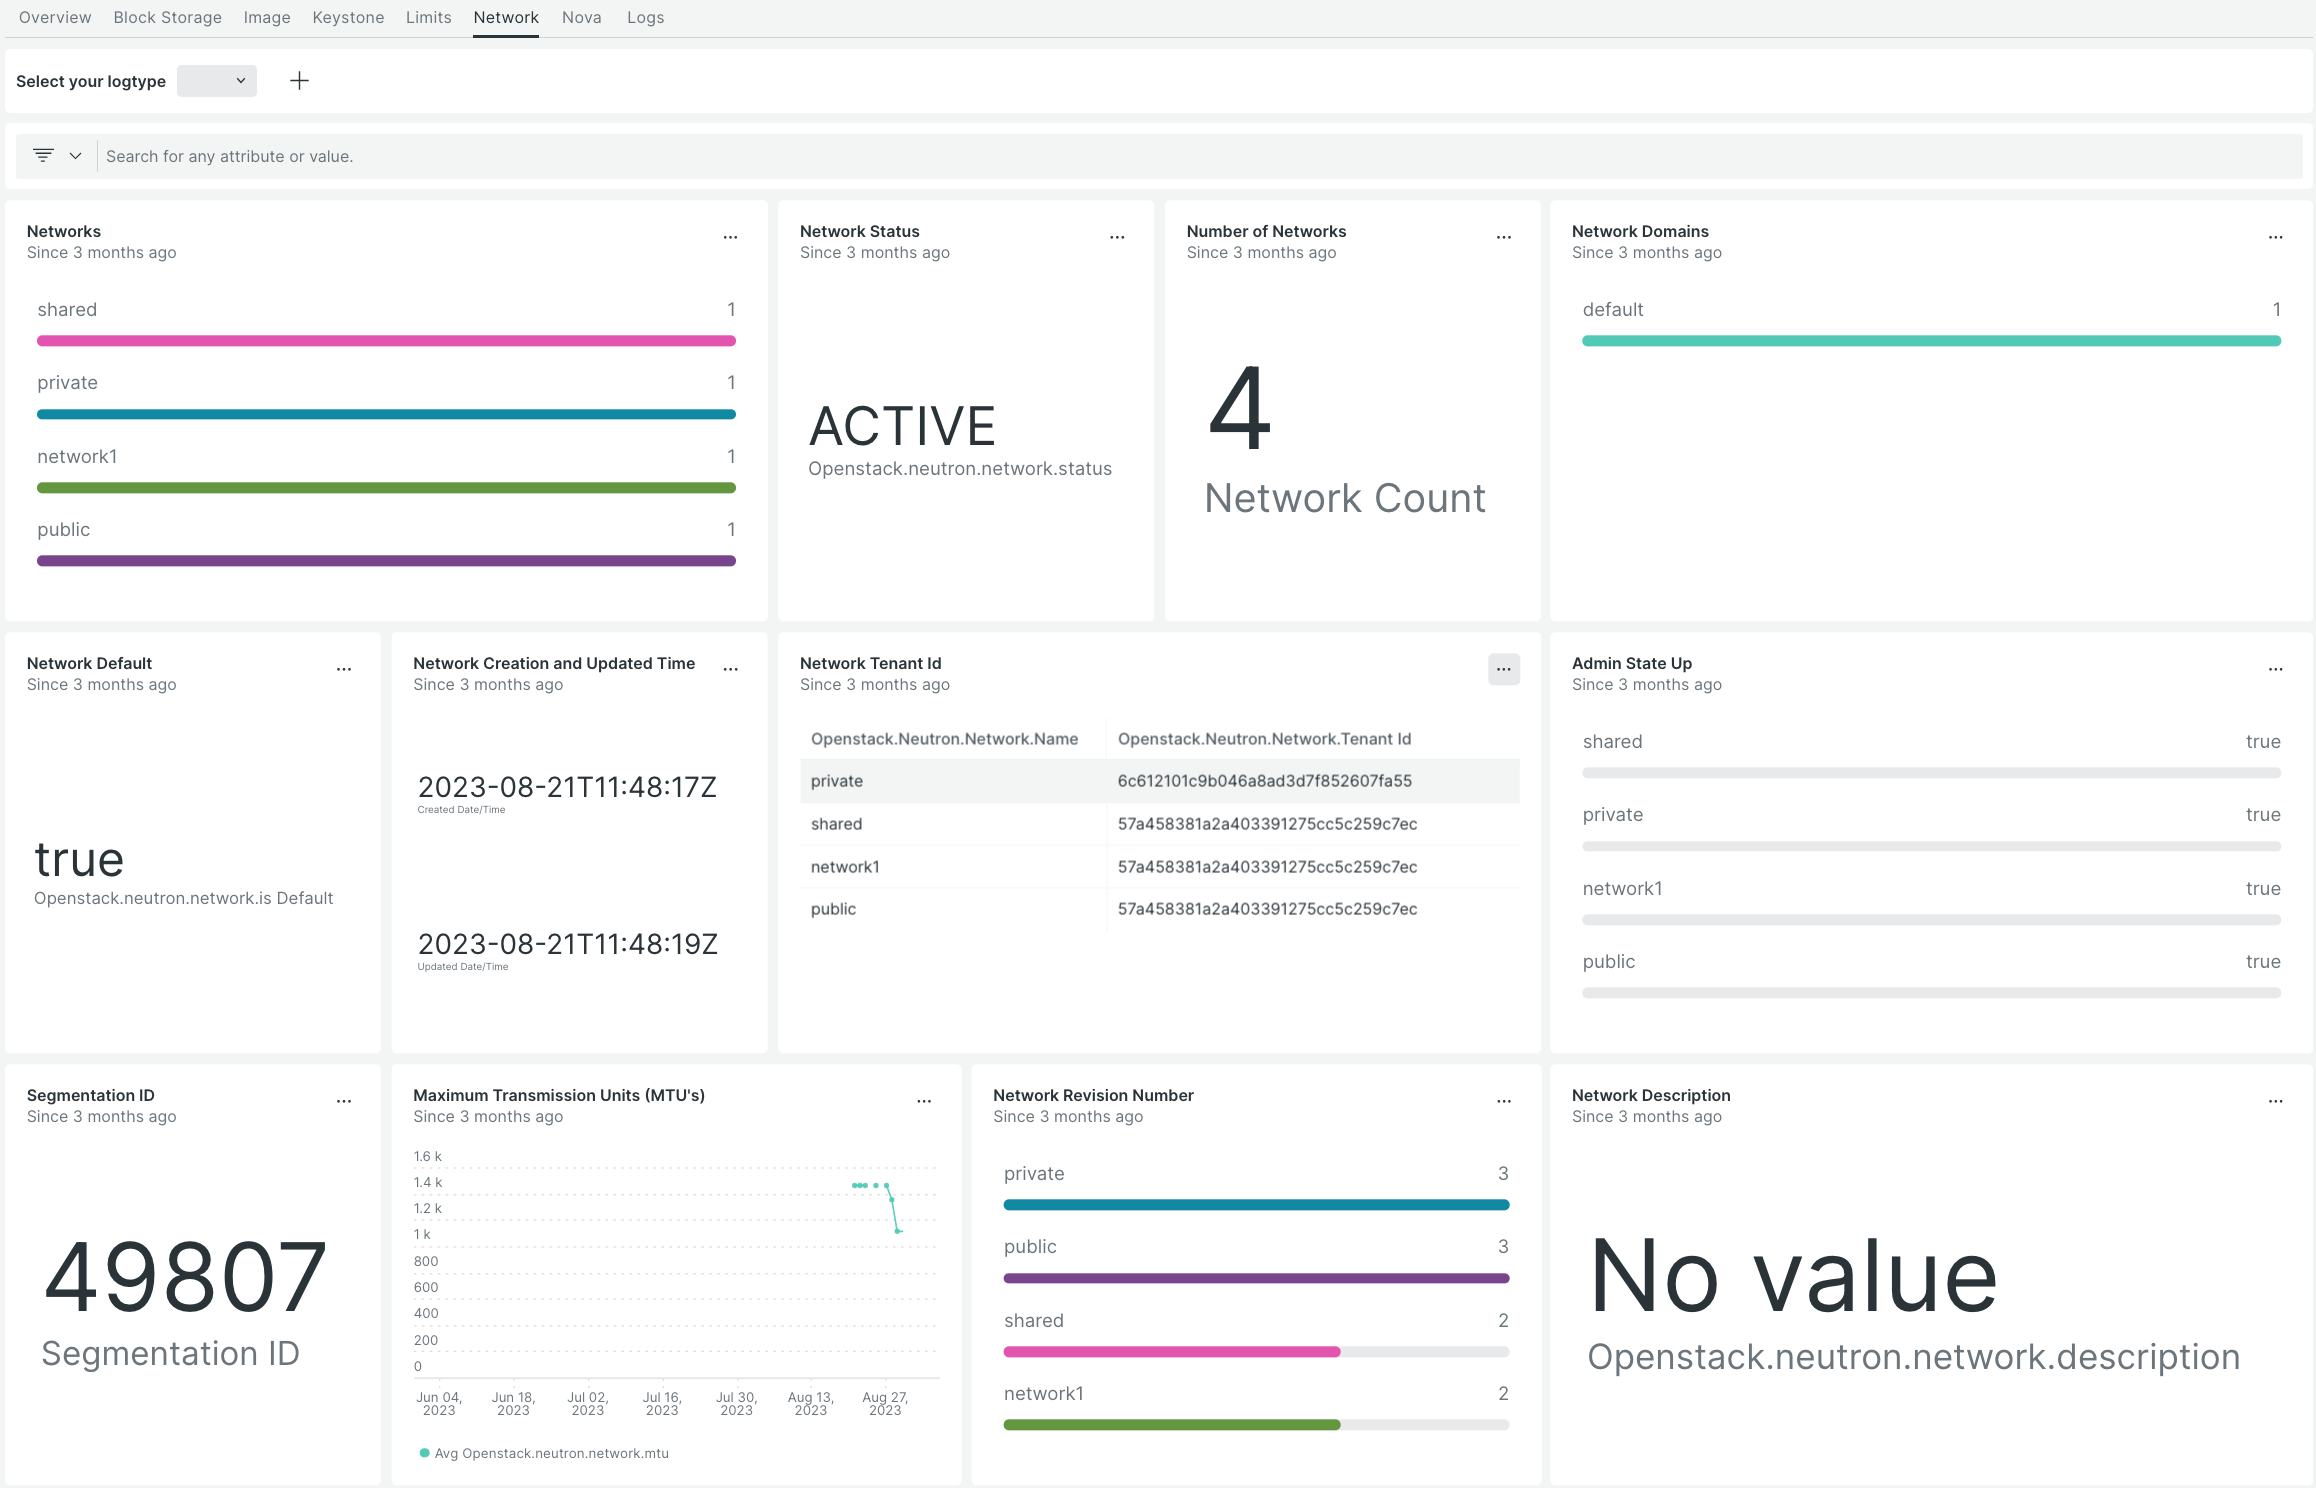 Overview Block Storage Image Keystone Limits Network Nova Logs
Select your logtype
Search for any attribute or value.
Networks
Since 3 months ago
shared 1
private 1
network1 1
public 1
Network Status
Since 3 months ago
ACTIVE
Openstack.neutron.network.status
Number of Networks
Since 3 months ago
4
Network Count
Network Domains
Since 3 months ago
default 1
Network Default
Since 3 months ago
true
Openstack.neutron.network.is Default
Network Creation and Updated Time
Since 3 months ago
2023-08-21T11:48:17Z
Created Date/Time
2023-08-21T11:48:19Z
Updated Date/Time
Network Tenant Id
Since 3 months ago
Openstack.Neutron.Network.Name Openstack.Neutron.Network.Tenant Id
private 6c612101c9b046a8ad3d7f852607fa55
shared 57a458381a2a403391275cc5c259c7ec
network1 57a458381a2a403391275cc5c259c7ec
public 57a458381a2a403391275cc5c259c7ec
Admin State Up
Since 3 months ago
shared true
private true
network1 true
public true
Segmentation ID
Since 3 months ago
49807
Segmentation ID
Maximum Transmission Units (MTU's)
Since 3 months ago
1.6 k
1.4 k
1.2 k
1 k
800
600
400
200
0
Jun 04, Jun 18, Jul 02, Jul 16, Jul 30, Aug 13, Aug 27,
2023 2023 2023 2023 2023 2023 2023
Avg Openstack.neutron.network.mtu
Network Revision Number
Since 3 months ago
private 3
public 3
shared 2
network1 2
Network Description
Since 3 months ago
No value
Openstack.neutron.network.description